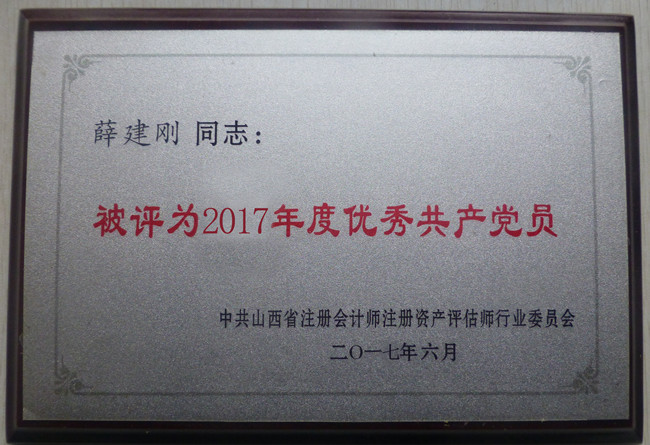 薛建刚 同志：
被评为2017年度优秀共产党员
中共山西省注册会计师注册资产评估师行业委员会
二〇一七年六月